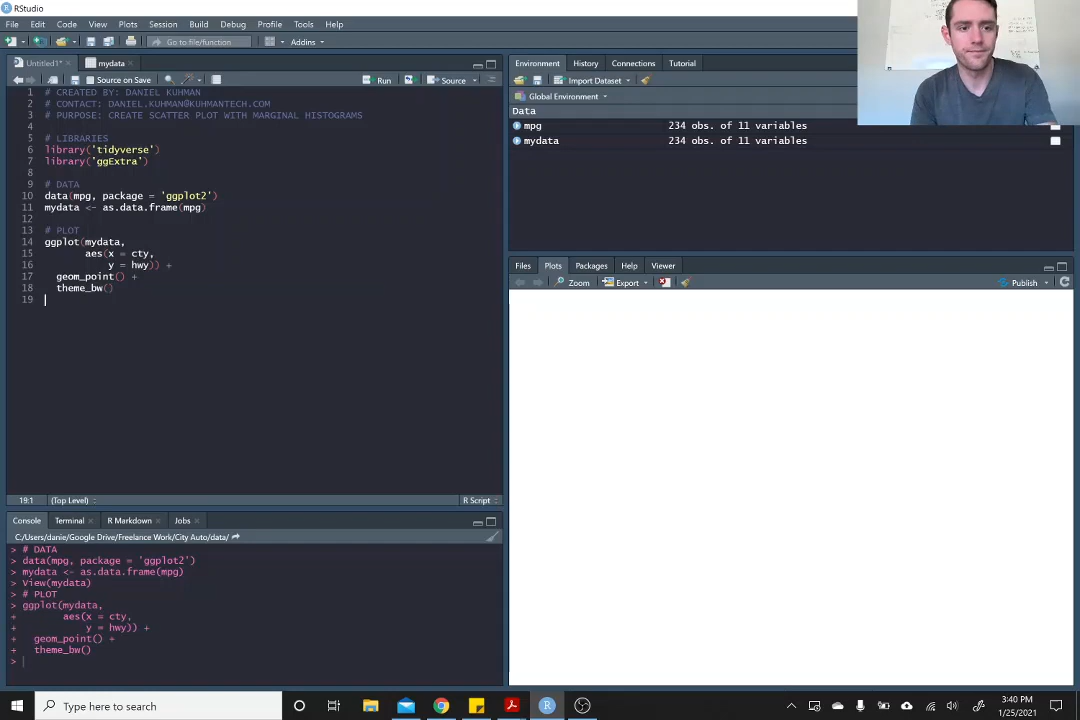 RStudio
File Edit Code View Plots Session Build Debug Profile Tools Help
Go to file/function Addins
Untitled1* mydata
Source on Save Run Source
1 # CREATED BY: DANIEL KUHMAN
2 # CONTACT: DANIEL.KUHMAN@KUHMANTECH.COM
3 # PURPOSE: CREATE SCATTER PLOT WITH MARGINAL HISTOGRAMS
4
5 # LIBRARIES
6 library('tidyverse')
7 library('ggExtra')
8
9 # DATA
10 data(mpg, package = 'ggplot2')
11 mydata <- as.data.frame(mpg)
12
13 # PLOT
14 ggplot(mydata,
15 aes(x = cty,
16 y = hwy)) +
17 geom_point() +
18 theme_bw()
19
19:1 (Top Level) R Script
Console Terminal R Markdown Jobs
C:/Users/danie/Google Drive/Freelance Work/City Auto/data/
> # DATA
> data(mpg, package = 'ggplot2')
> mydata <- as.data.frame(mpg)
> View(mydata)
> # PLOT
> ggplot(mydata,
+ aes(x = cty,
+ y = hwy)) +
+ geom_point() +
+ theme_bw()
>
Environment History Connections Tutorial
Import Dataset
Global Environment
Data
mpg 234 obs. of 11 variables
mydata 234 obs. of 11 variables
Files Plots Packages Help Viewer
Zoom Export Publish
Type here to search
3:40 PM
1/25/2021